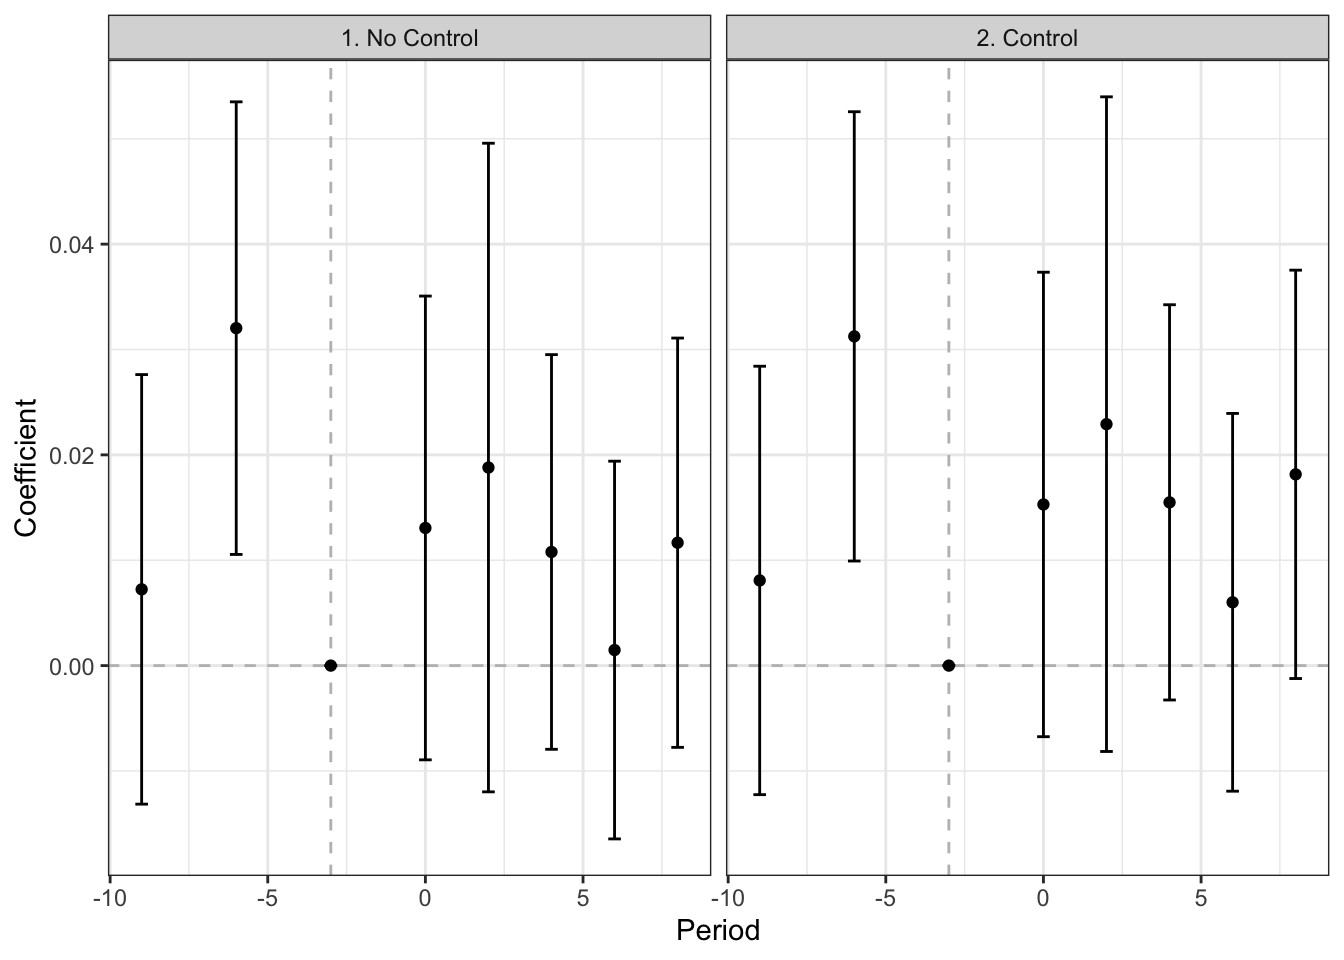 1. No Control
2. Control
Coefficient
0.04
0.02
0.00
-10 -5 0 5
-10 -5 0 5
Period